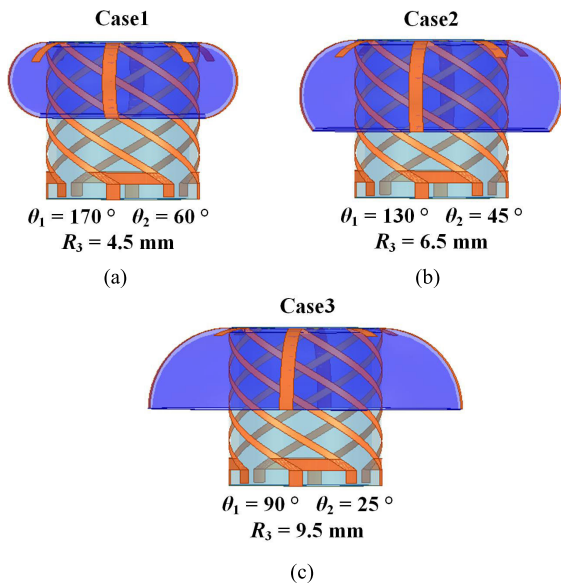 Case1
Case2
θ1 = 170 ° θ2 = 60 °
R3 = 4.5 mm
θ1 = 130 ° θ2 = 45 °
R3 = 6.5 mm
(a)
(b)
Case3
θ1 = 90 ° θ2 = 25 °
R3 = 9.5 mm
(c)